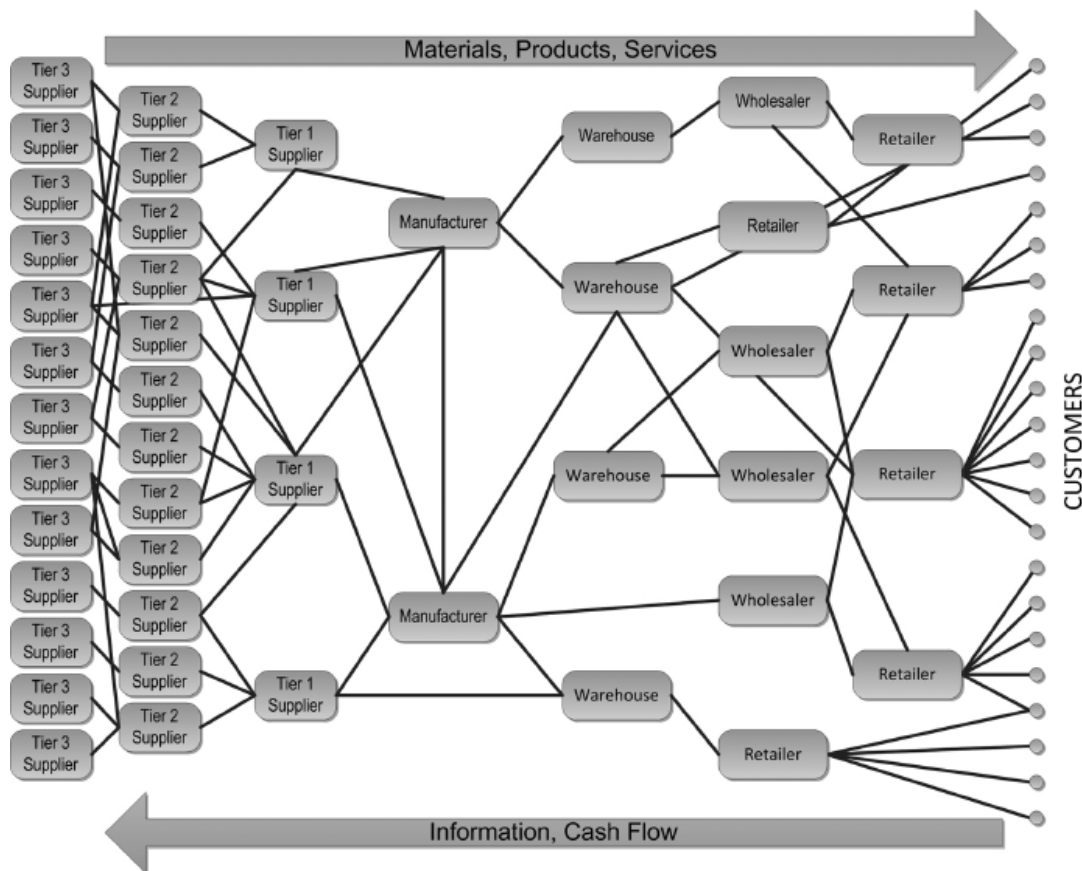 Materials, Products, Services
Tier 3
Supplier
Tier 3
Supplier
Tier 3
Supplier
Tier 3
Supplier
Tier 3
Supplier
Tier 3
Supplier
Tier 3
Supplier
Tier 3
Supplier
Tier 3
Supplier
Tier 3
Supplier
Tier 3
Supplier
Tier 3
Supplier
Tier 3
Supplier
Tier 2
Supplier
Tier 2
Supplier
Tier 2
Supplier
Tier 2
Supplier
Tier 2
Supplier
Tier 2
Supplier
Tier 2
Supplier
Tier 2
Supplier
Tier 2
Supplier
Tier 2
Supplier
Tier 2
Supplier
Tier 2
Supplier
Tier 1
Supplier
Tier 1
Supplier
Tier 1
Supplier
Tier 1
Supplier
Manufacturer
Manufacturer
Warehouse
Warehouse
Warehouse
Warehouse
Wholesaler
Retailer
Wholesaler
Wholesaler
Wholesaler
Retailer
Retailer
Retailer
Retailer
Retailer
CUSTOMERS
Information, Cash Flow